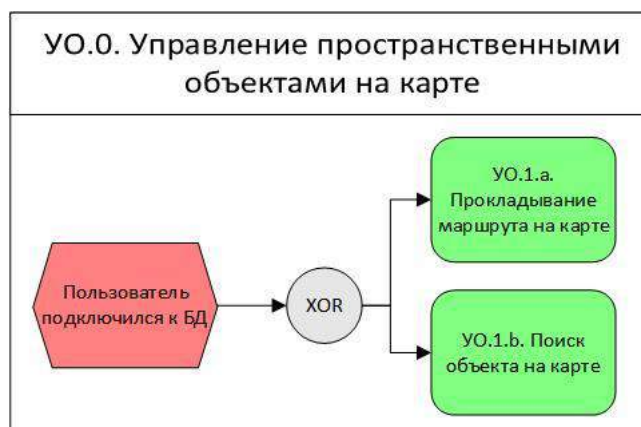 УО.0. Управление пространственными
объектами на карте
УО.1.a.
Прокладывание
маршрута на карте
Пользователь
подключился к БД
XOR
УО.1.b. Поиск
объекта на карте